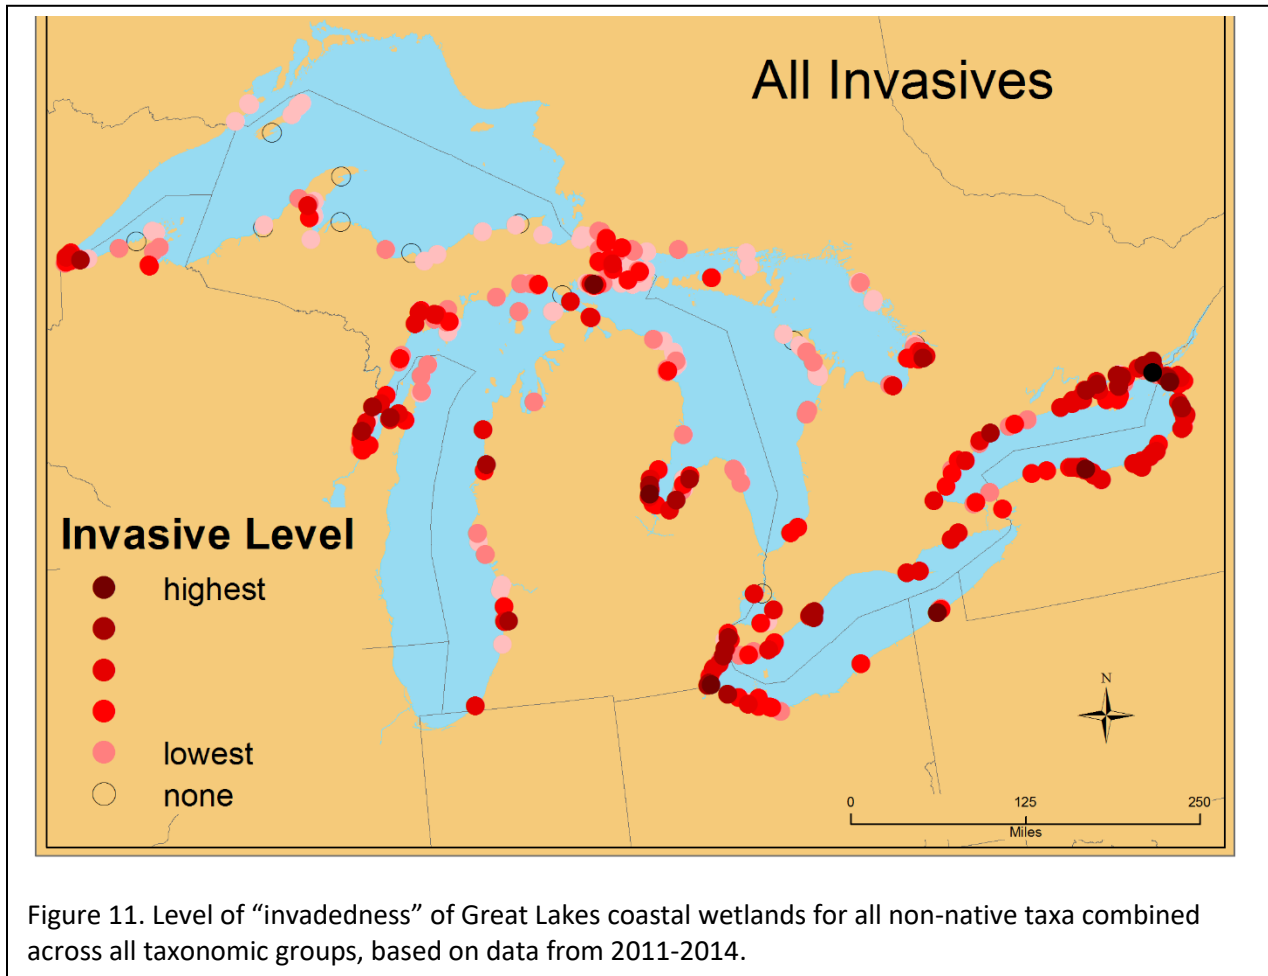 All Invasives
Invasive Level
highest
lowest
none
N
0 125 250
Miles
Figure 11. Level of “invadedness” of Great Lakes coastal wetlands for all non-native taxa combined
across all taxonomic groups, based on data from 2011-2014.